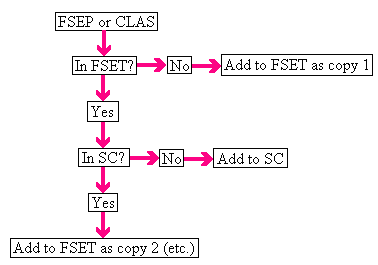 FSEP or CLAS
In FSET?
No
Add to FSET as copy 1
Yes
In SC?
No
Add to SC
Yes
Add to FSET as copy 2 (etc.)